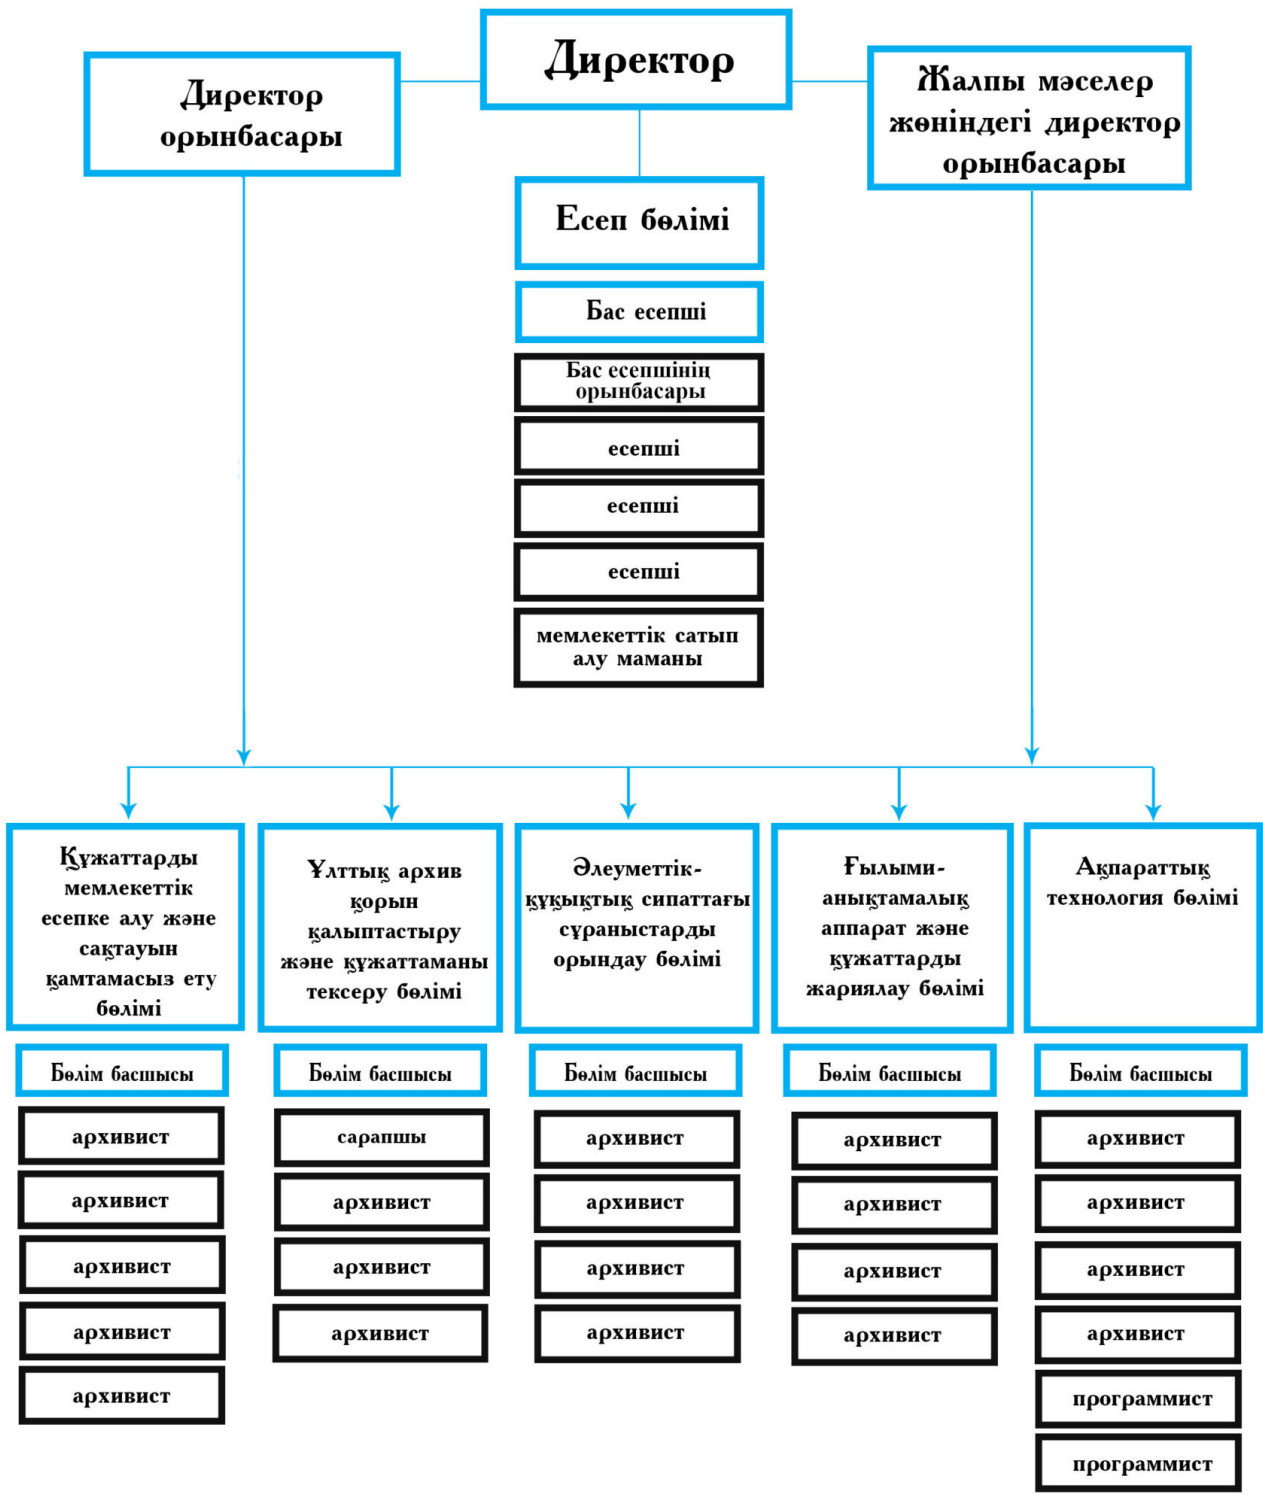 Директор
Директор
орынбасары
Жалпы мәселер
жөніндегі директор
орынбасары
Есеп бөлімі
Бас есепші
Бас есепшінің
орынбасары
есепші
есепші
есепші
мемлекеттік сатып
алу маманы
Құжаттарды
мемлекеттік
есепке алу және
сақтауын
қамтамасыз ету
бөлімі
Бөлім басшысы
архивист
архивист
архивист
архивист
архивист
Ұлттық архив
қорын
қалыптастыру
және құжаттаманы
тексеру бөлімі
Бөлім басшысы
сарапшы
архивист
архивист
архивист
Әлеуметтік-
құқықтық сипаттағы
сұраныстарды
орындау бөлімі
Бөлім басшысы
архивист
архивист
архивист
архивист
Ғылыми-
анықтамалық
аппарат және
құжаттарды
жариялау бөлімі
Бөлім басшысы
архивист
архивист
архивист
архивист
Ақпараттық
технология бөлімі
Бөлім басшысы
архивист
архивист
архивист
архивист
программист
программист